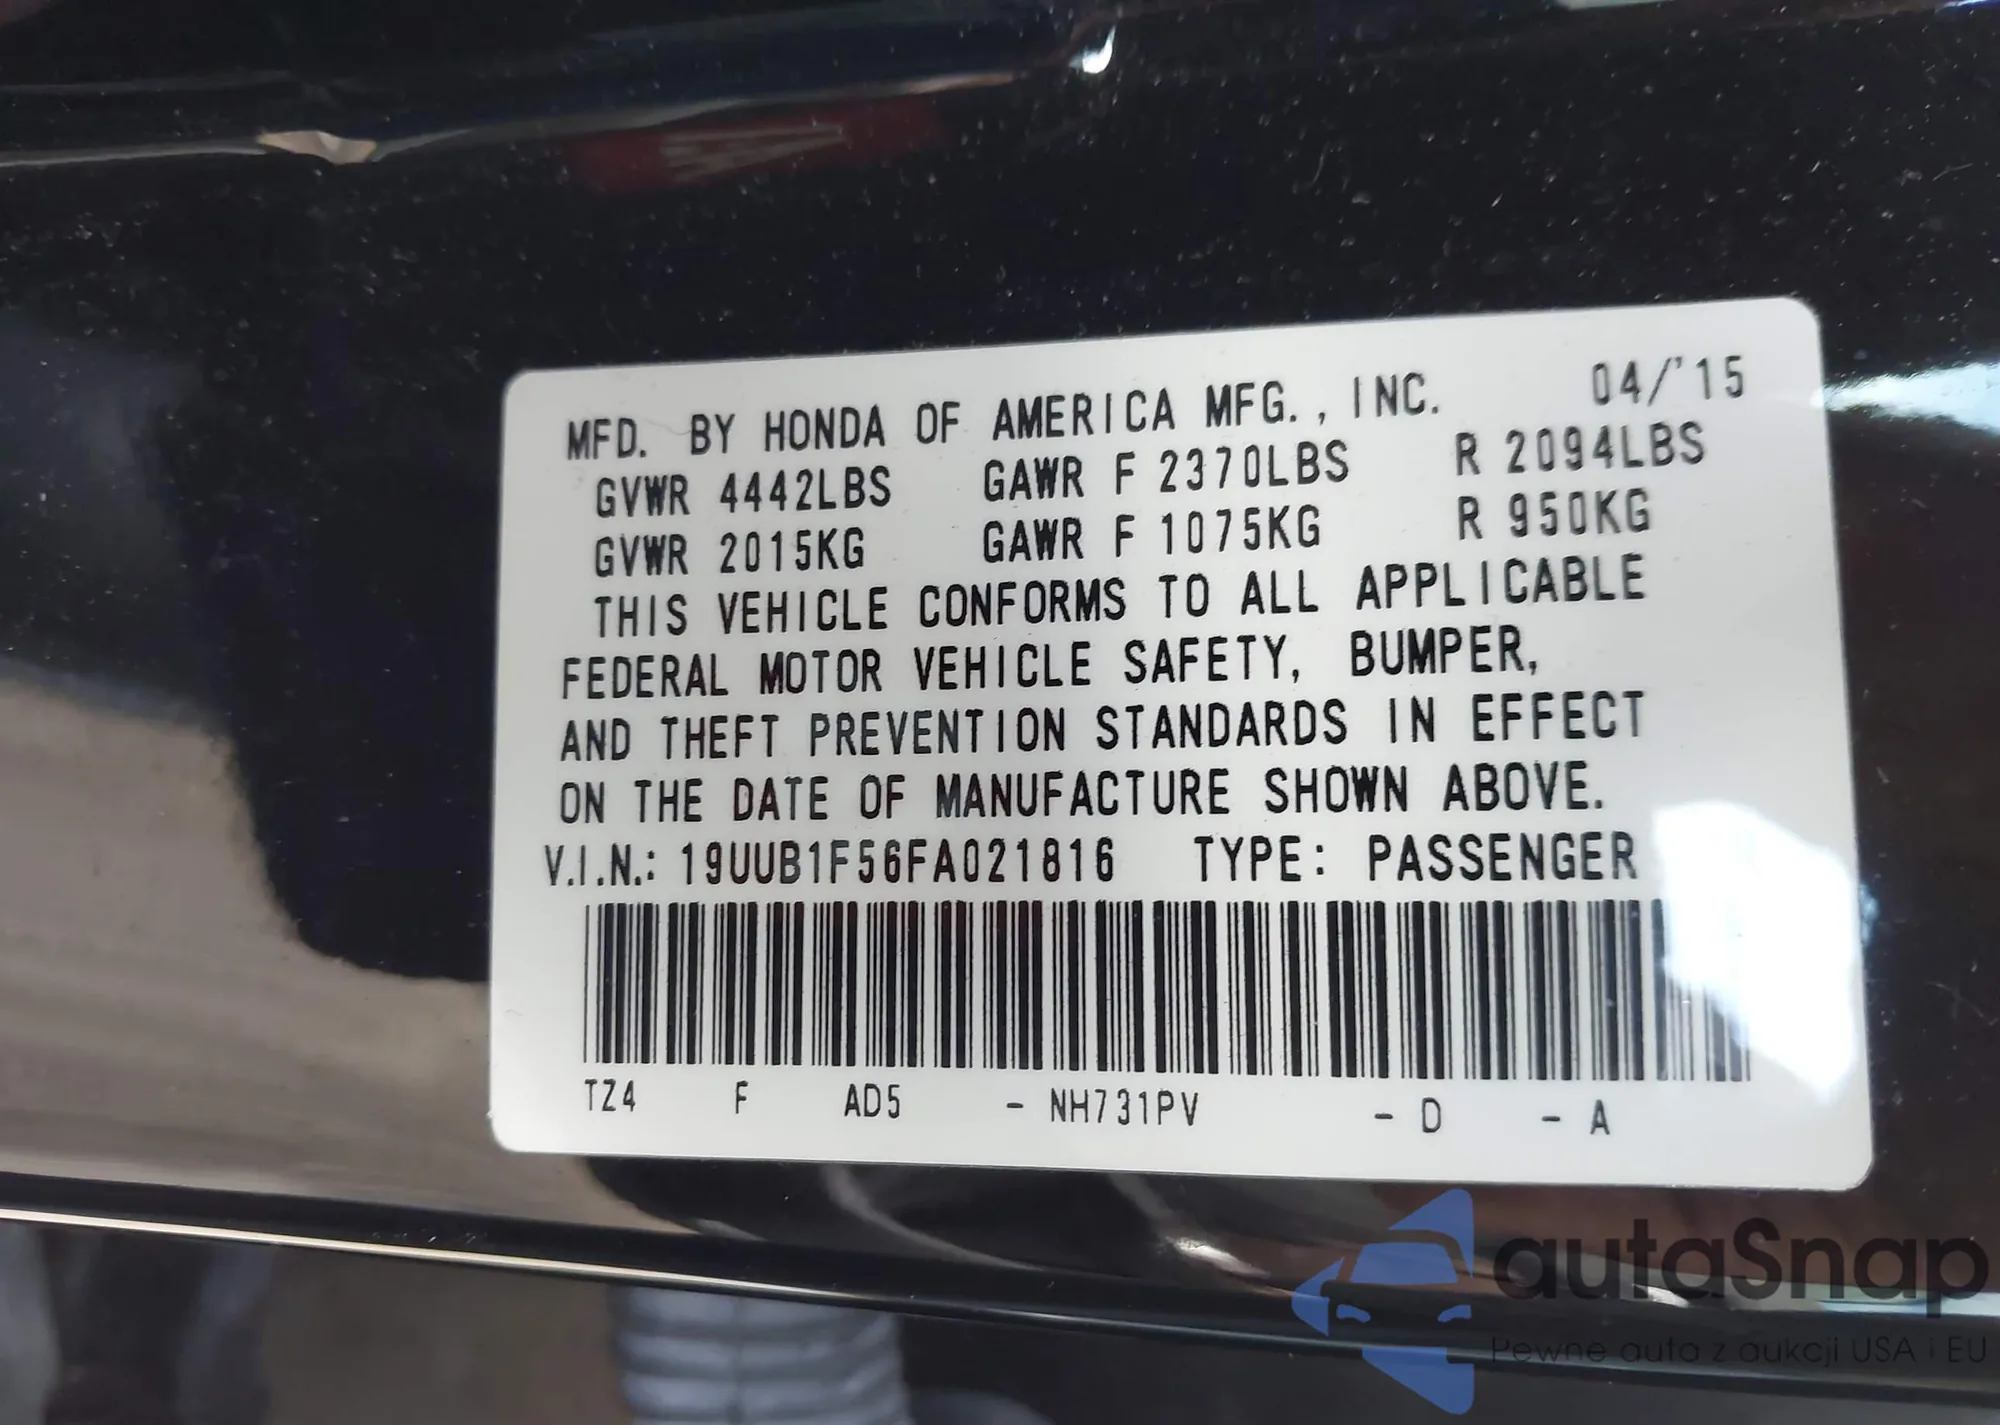 MFD. BY HONDA OF AMERICA MFG., INC. 04/'15
GVWR 4442LBS GAWR F 2370LBS R 2094LBS
GVWR 2015KG GAWR F 1075KG R 950KG
THIS VEHICLE CONFORMS TO ALL APPLICABLE
FEDERAL MOTOR VEHICLE SAFETY, BUMPER,
AND THEFT PREVENTION STANDARDS IN EFFECT
ON THE DATE OF MANUFACTURE SHOWN ABOVE.
V.I.N.: 19UUB1F56FA021816 TYPE: PASSENGER
TZ4 F AD5 - NH731PV - D - A
autaSnap
Pewne auta z aukcji USA i EU